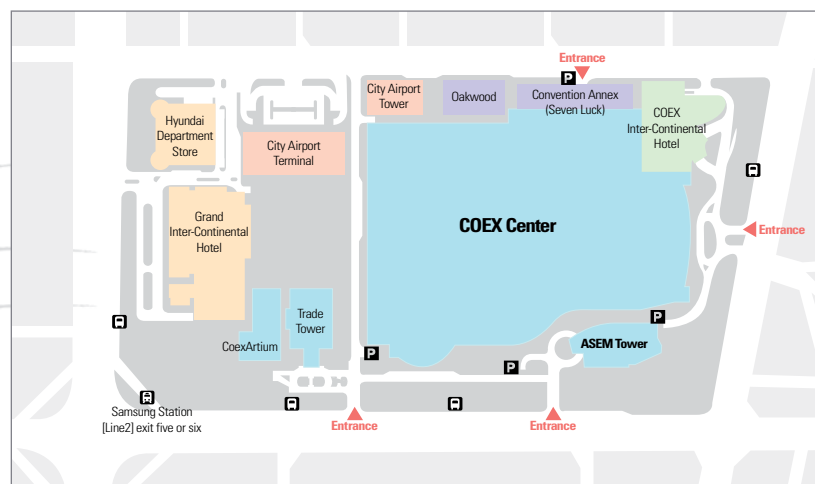 Entrance
P
City Airport
Tower
Oakwood
Convention Annex
(Seven Luck)
COEX
Inter-Continental
Hotel
Hyundai
Department
Store
City Airport
Terminal
Grand
Inter-Continental
Hotel
COEX Center
Entrance
Trade
Tower
CoexArtium
P
ASEM Tower
P
P
Samsung Station
[Line2] exit five or six
Entrance
Entrance